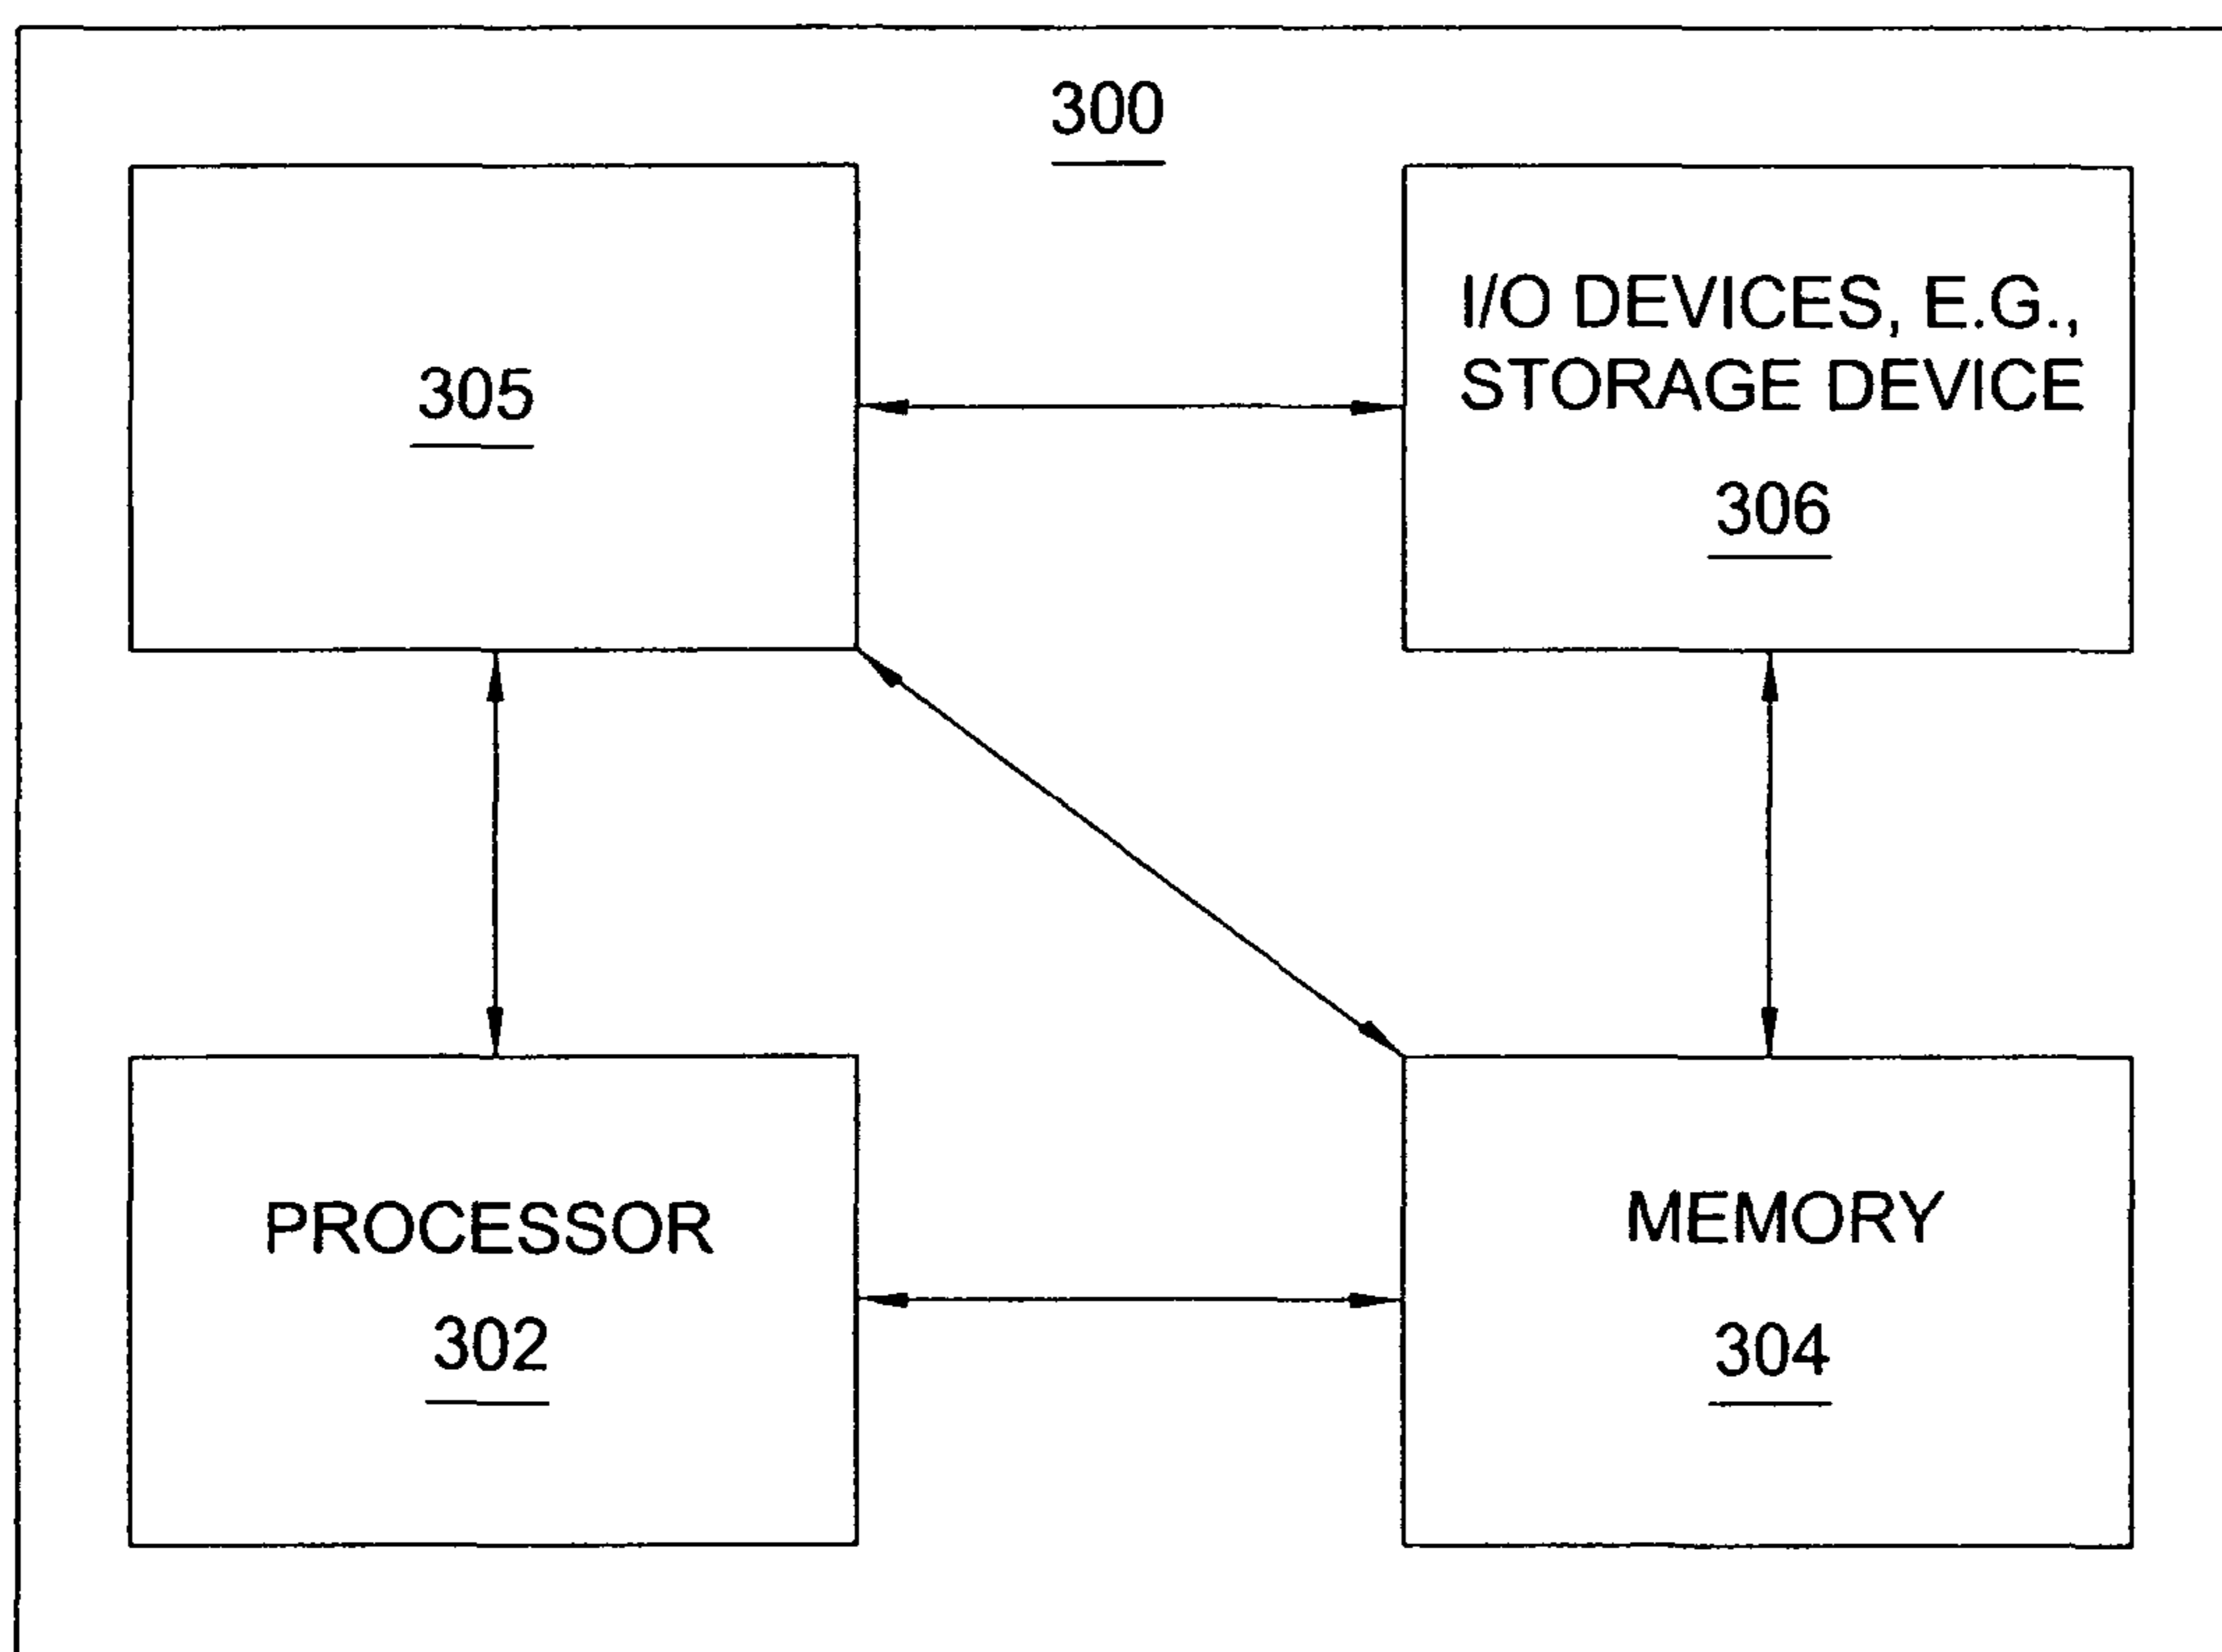 300
305
I/O DEVICES, E.G.,
STORAGE DEVICE
306
PROCESSOR
302
MEMORY
304